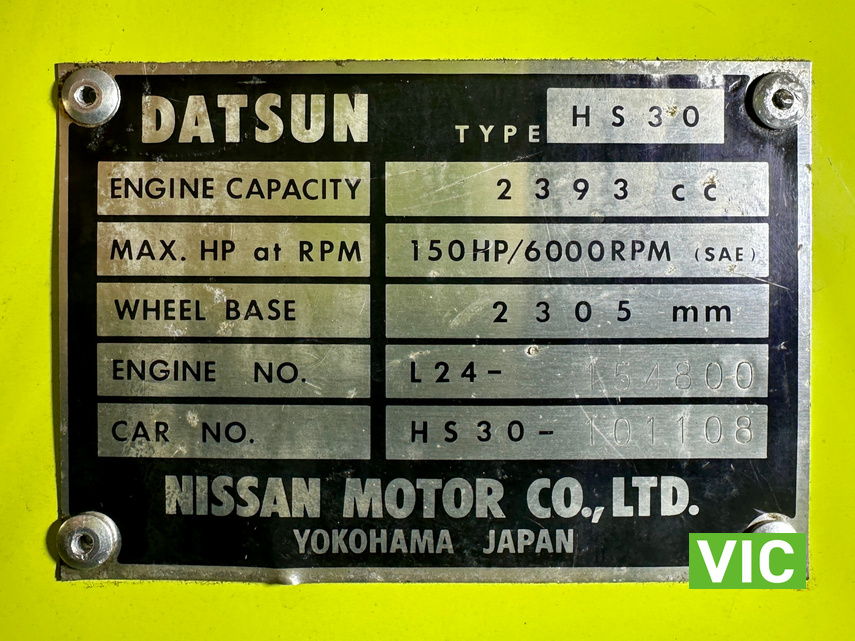 DATSUN TYPE HS30
ENGINE CAPACITY 2393 cc
MAX. HP at RPM 150HP/6000RPM (SAE)
WHEEL BASE 2305 mm
ENGINE NO. L24- 154800
CAR NO. HS30- 101108
NISSAN MOTOR CO., LTD.
YOKOHAMA JAPAN
VIC